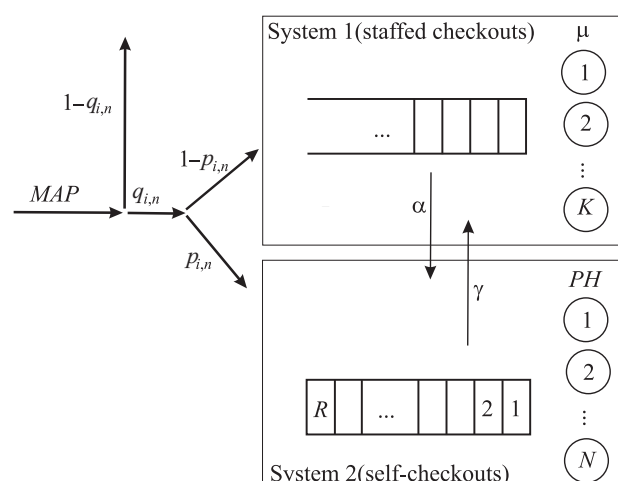 System 1(staffed checkouts)
μ
1
2
...
K
...
1−q_{i,n}
1−p_{i,n}
MAP
q_{i,n}
p_{i,n}
α
γ
PH
1
2
...
N
R
...
2
1
System 2(self-checkouts)